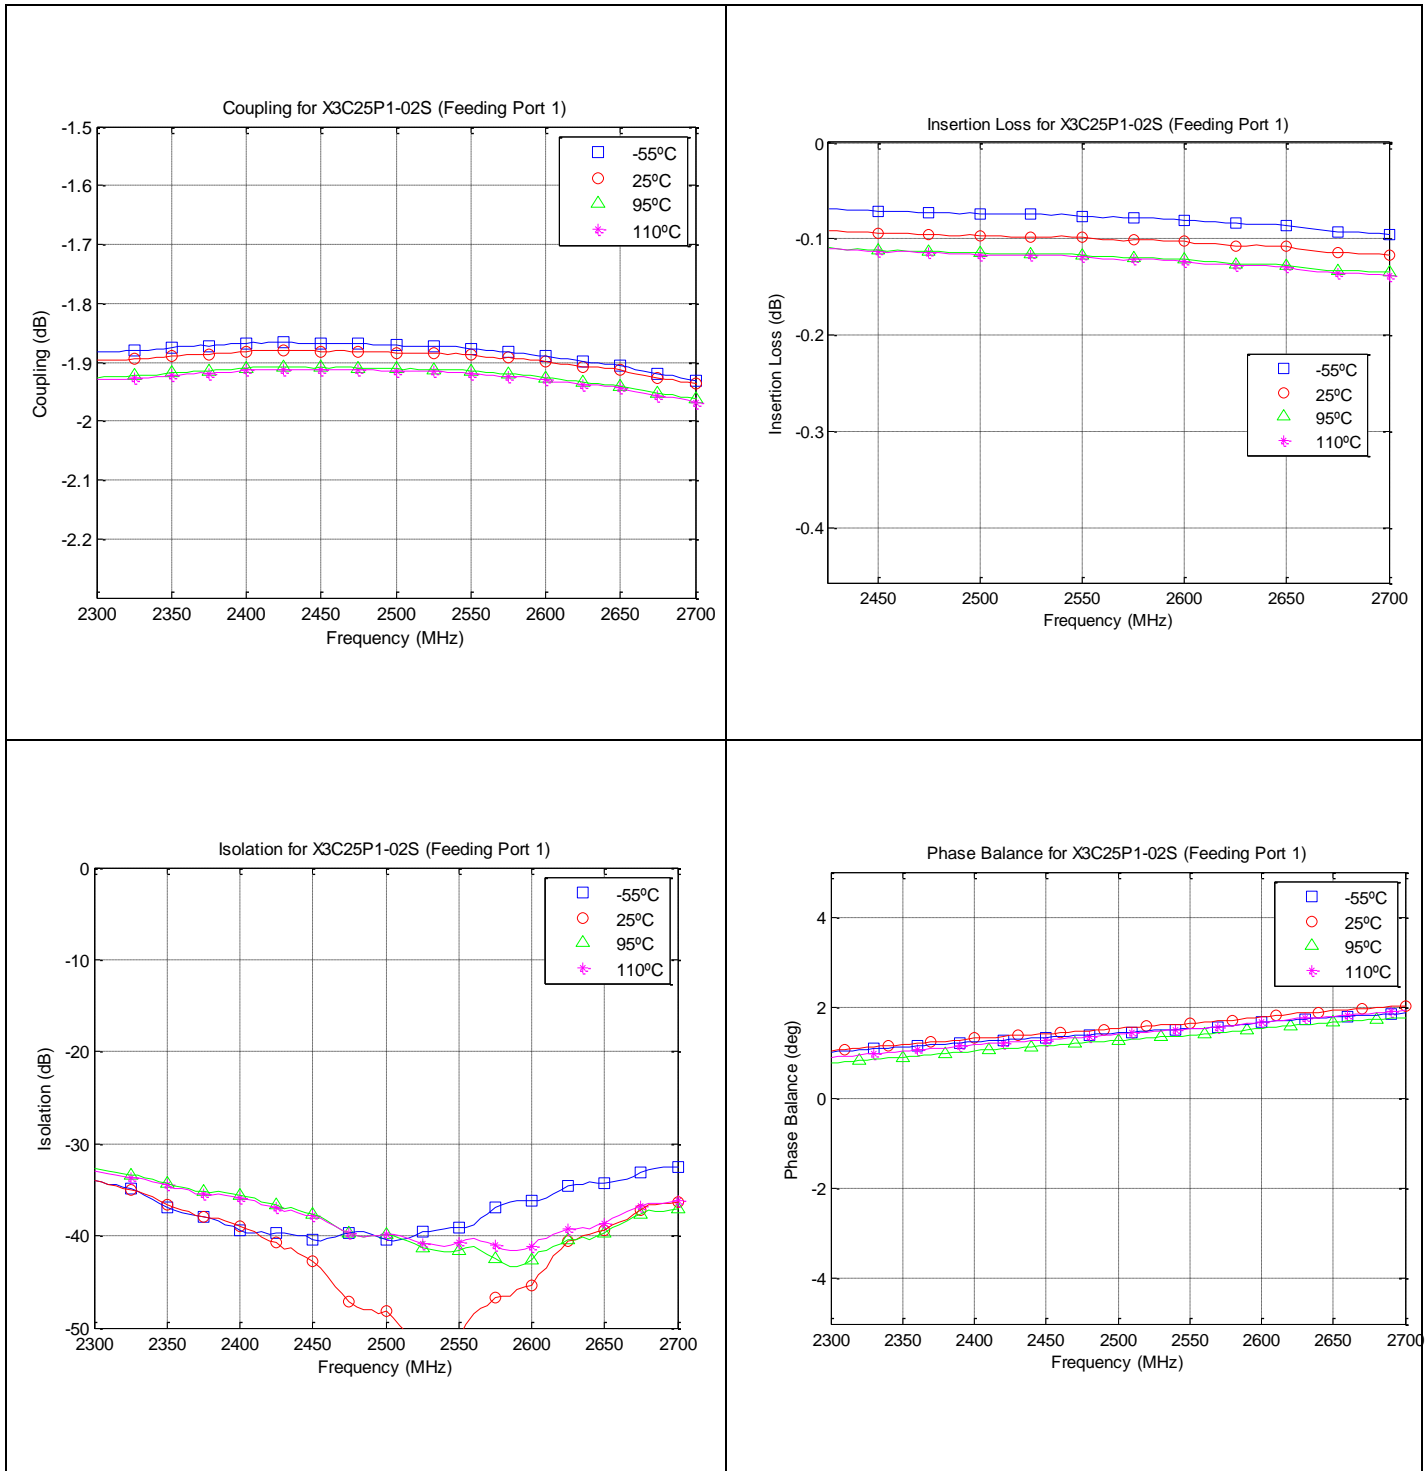 Coupling for X3C25P1-02S (Feeding Port 1)
-1.5
-1.6
-1.7
-1.8
-1.9
-2
-2.1
-2.2
Coupling (dB)
-55ºC
25ºC
95ºC
110ºC
2300 2350 2400 2450 2500 2550 2600 2650 2700
Frequency (MHz)
Insertion Loss for X3C25P1-02S (Feeding Port 1)
0
-0.1
-0.2
-0.3
-0.4
Insertion Loss (dB)
-55ºC
25ºC
95ºC
110ºC
2450 2500 2550 2600 2650 2700
Frequency (MHz)
Isolation for X3C25P1-02S (Feeding Port 1)
0
-10
-20
-30
-40
-50
Isolation (dB)
-55ºC
25ºC
95ºC
110ºC
2300 2350 2400 2450 2500 2550 2600 2650 2700
Frequency (MHz)
Phase Balance for X3C25P1-02S (Feeding Port 1)
4
2
0
-2
-4
Phase Balance (deg)
-55ºC
25ºC
95ºC
110ºC
2300 2350 2400 2450 2500 2550 2600 2650 2700
Frequency (MHz)